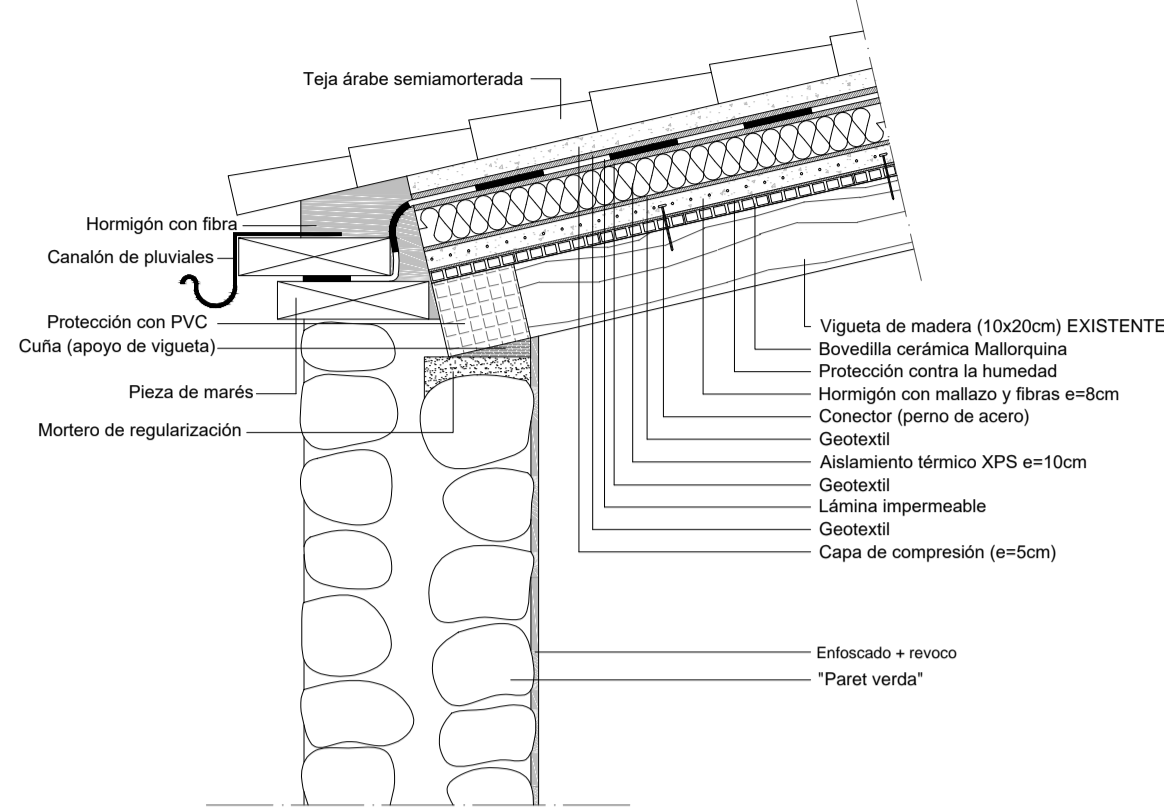 Teja árabe semiamorterada
Hormigón con fibra
Canalón de pluviales
Protección con PVC
Cuña (apoyo de vigueta)
Pieza de marés
Mortero de regularización
Vigueta de madera (10x20cm) EXISTENTE
Bovedilla cerámica Mallorquina
Protección contra la humedad
Hormigón con mallazo y fibras e=8cm
Conector (perno de acero)
Geotextil
Aislamiento térmico XPS e=10cm
Geotextil
Lámina impermeable
Geotextil
Capa de compresión (e=5cm)
Enfoscado + revoco
"Paret verda"